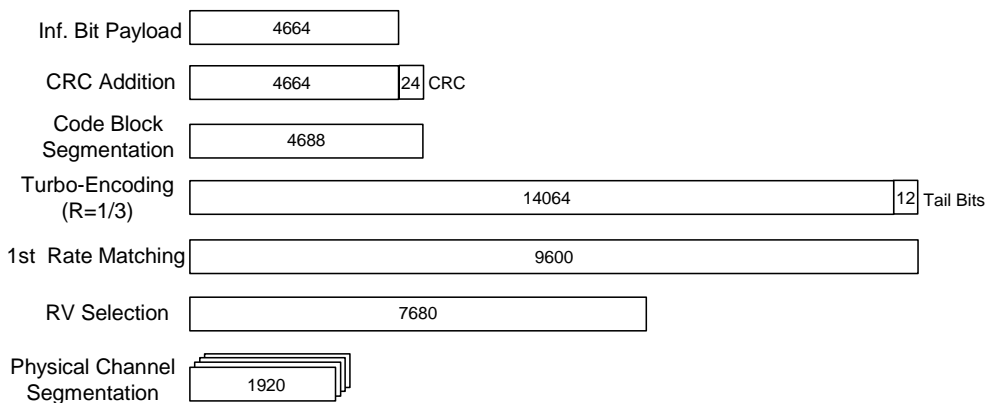 Inf. Bit Payload 4664
CRC Addition 4664 24 CRC
Code Block
Segmentation
4688
Turbo-Encoding
(R=1/3)
14064 12 Tail Bits
1st Rate Matching 9600
RV Selection 7680
Physical Channel
Segmentation
1920